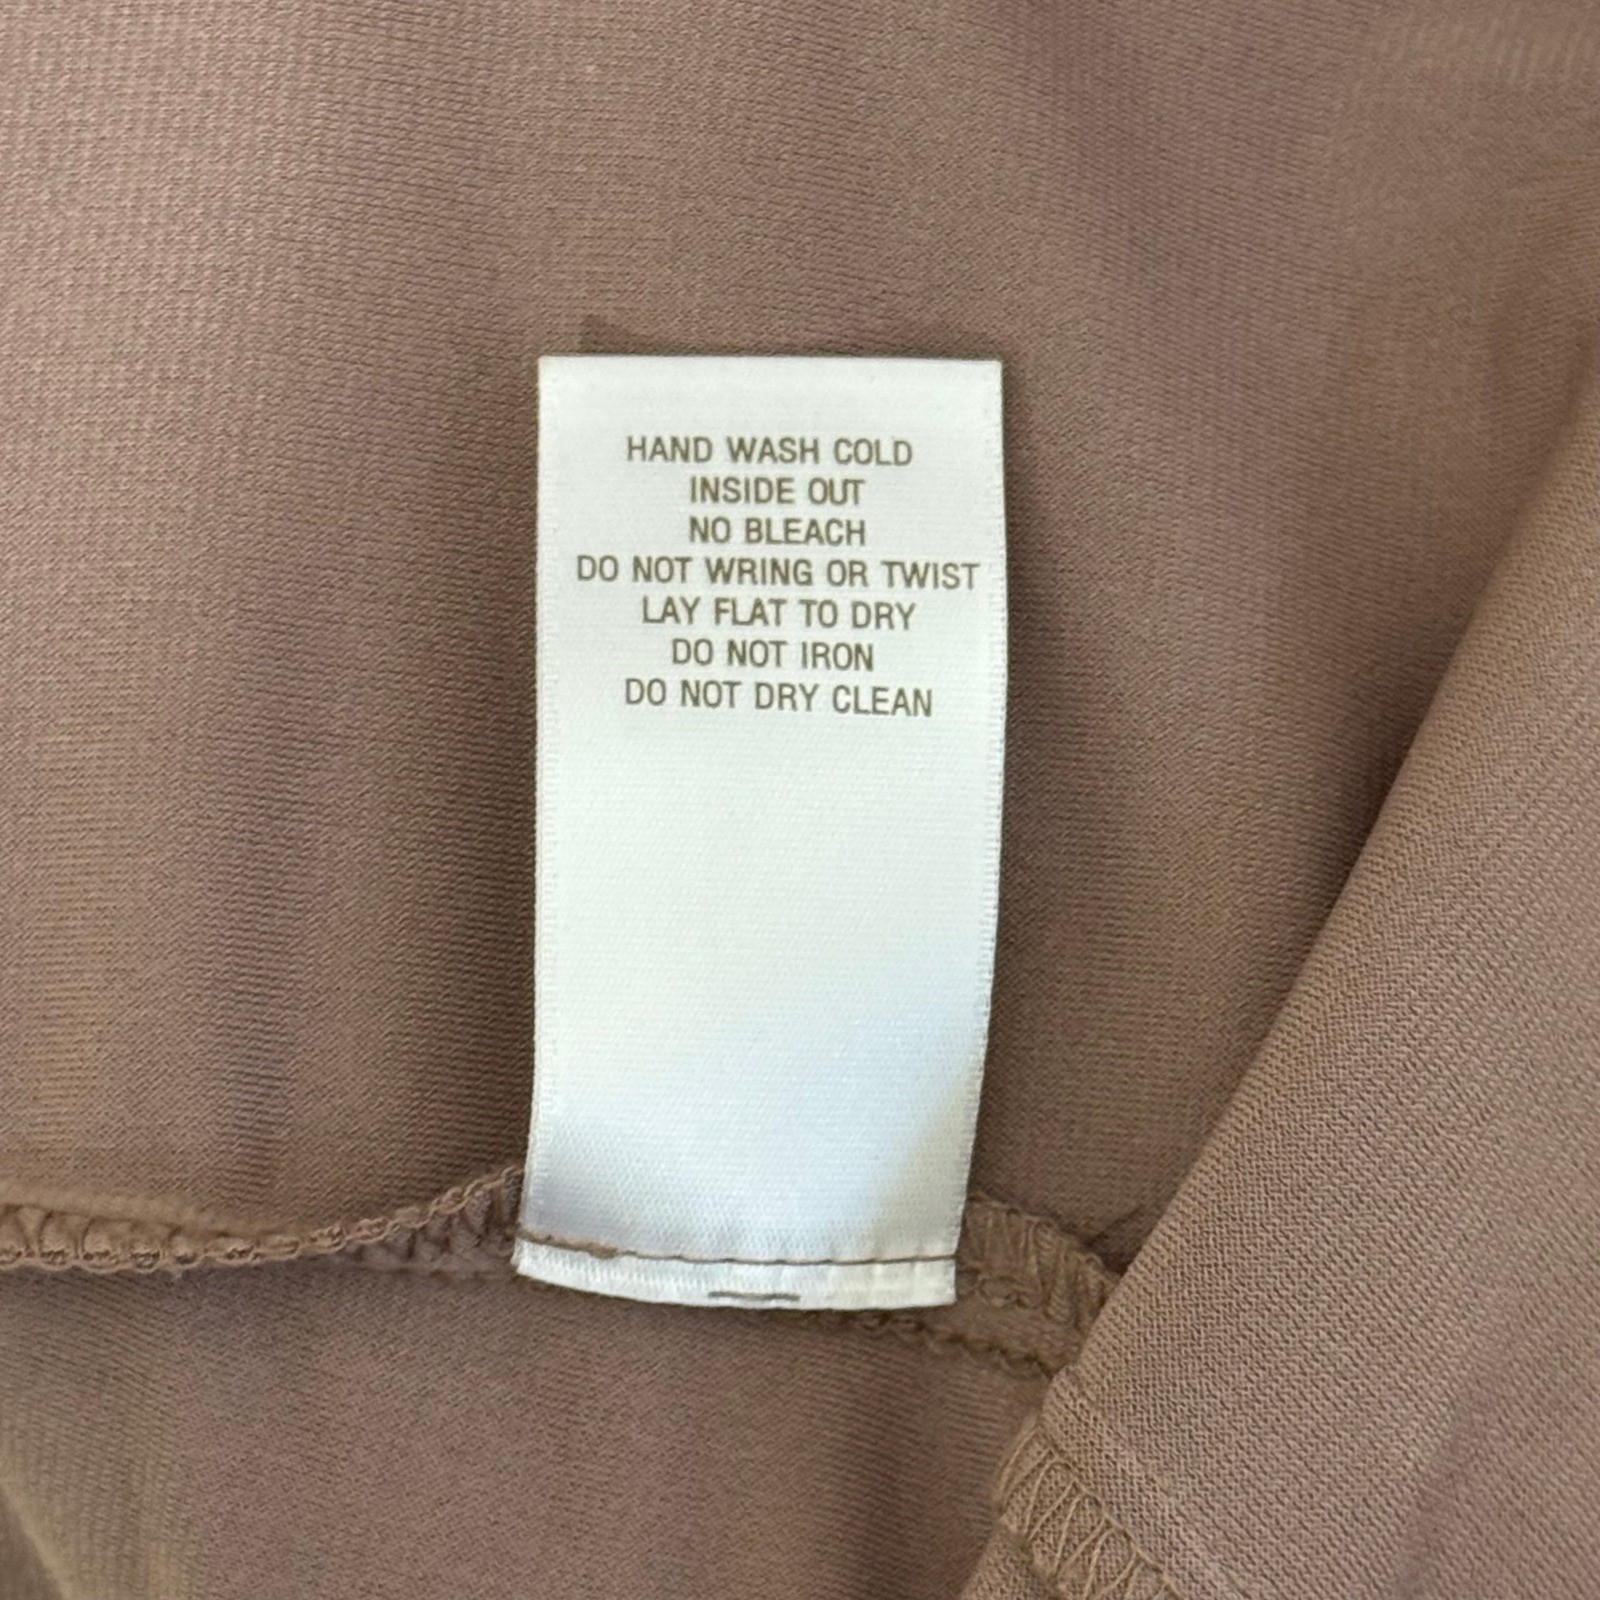 HAND WASH COLD
INSIDE OUT
NO BLEACH
DO NOT WRING OR TWIST
LAY FLAT TO DRY
DO NOT IRON
DO NOT DRY CLEAN